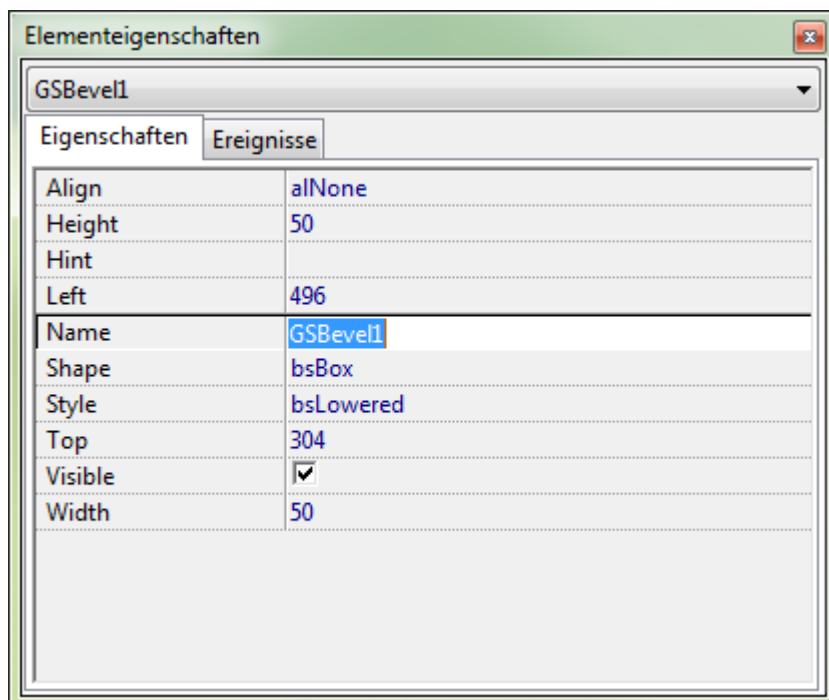 Elementeigenschaften
GSBevel1
Eigenschaften Ereignisse
Align alNone
Height 50
Hint
Left 496
Name GSBevel1
Shape bsBox
Style bsLowered
Top 304
Visible
Width 50